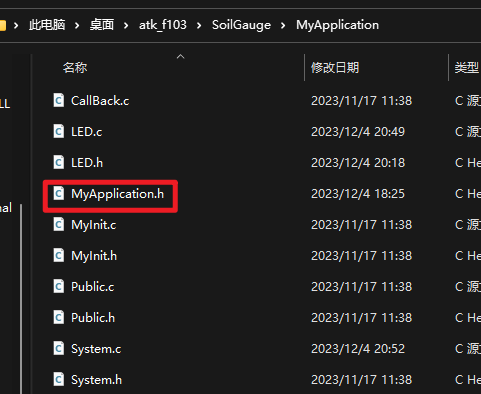 此电脑 > 桌面 > atk_f103 > SoilGauge > MyApplication
名称 修改日期 类型
CallBack.c 2023/11/17 11:38 C 源
LED.c 2023/12/4 20:49 C 源
LED.h 2023/12/4 20:18 C He
MyApplication.h 2023/12/4 18:25 C He
MyInit.c 2023/11/17 11:38 C 源
MyInit.h 2023/11/17 11:38 C He
Public.c 2023/11/17 11:38 C 源
Public.h 2023/11/17 11:38 C He
System.c 2023/12/4 20:52 C 源
System.h 2023/11/17 11:38 C He
LL
nal